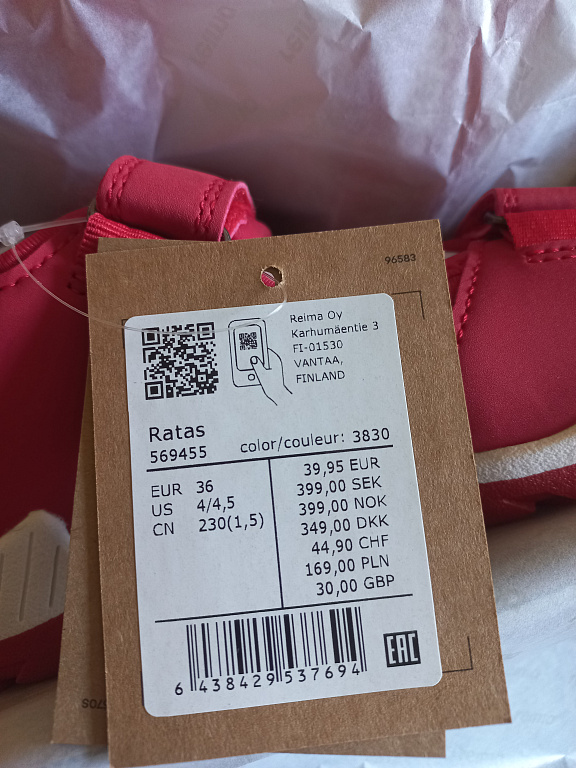 96583
Reima Oy
Karhumäentie 3
FI-01530
VANTAA,
FINLAND
Ratas
569455 color/couleur: 3830
EUR 36
US 4/4,5
CN 230(1,5)
39,95 EUR
399,00 SEK
399,00 NOK
349,00 DKK
44,90 CHF
169,00 PLN
30,00 GBP
6 438429 537694
EAC